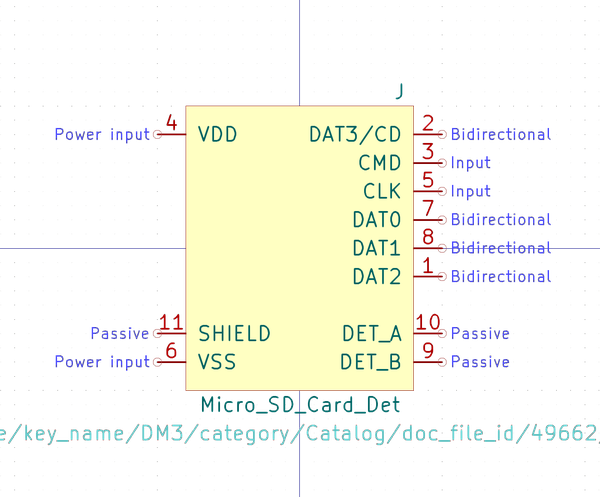 J
4 2
Power input VDD DAT3/CD Bidirectional
3
CMD Input
5
CLK Input
7
DAT0 Bidirectional
8
DAT1 Bidirectional
1
DAT2 Bidirectional
11 10
Passive SHIELD DET_A Passive
6 9
Power input VSS DET_B Passive
Micro_SD_Card_Det
e/key_name/DM3/category/Catalog/doc_file_id/49662